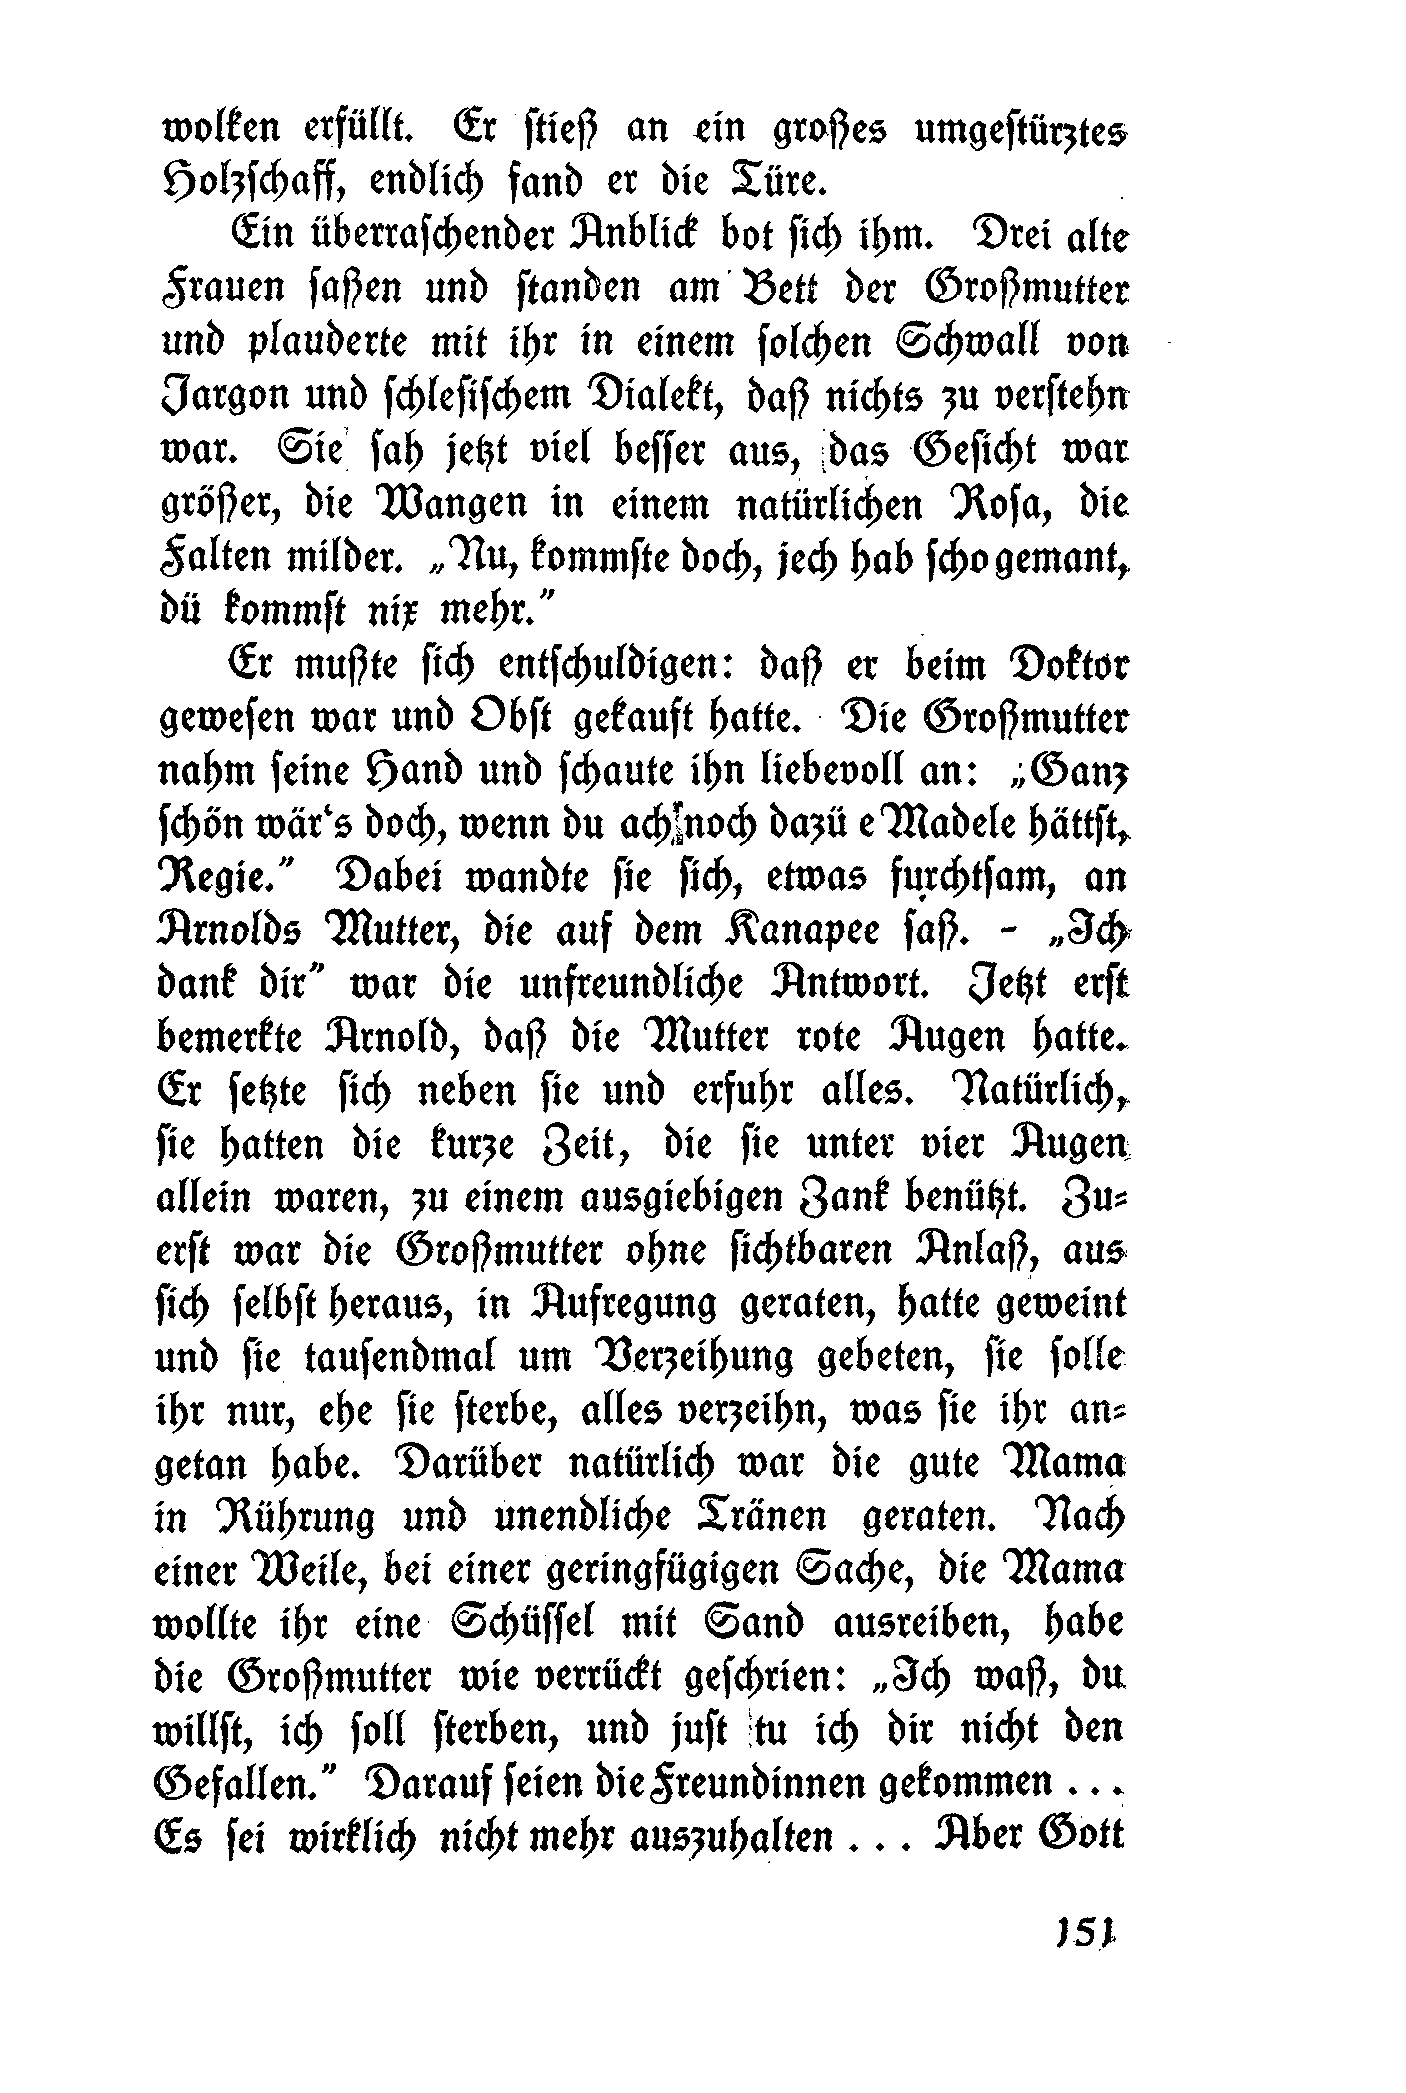 wolken erfüllt. Er stieß an ein großes umgestürztes
Holzschaff, endlich fand er die Türe.
Ein überraschender Anblick bot sich ihm. Drei alte
Frauen saßen und standen am Bett der Großmutter
und plauderte mit ihr in einem solchen Schwall von
Jargon und schlesischem Dialekt, daß nichts zu verstehn
war. Sie sah jetzt viel besser aus, das Gesicht war
größer, die Wangen in einem natürlichen Rosa, die
Falten milder. „Nu, kommste doch, jech hab scho gemant,
dü kommst nix mehr.”
Er mußte sich entschuldigen: daß er beim Doktor
gewesen war und Obst gekauft hatte. Die Großmutter
nahm seine Hand und schaute ihn liebevoll an: „Ganz
schön wär‘s doch, wenn du ach noch dazü e Madele hättst,
Regie.” Dabei wandte sie sich, etwas furchtsam, an
Arnolds Mutter, die auf dem Kanapee saß. – „Ich
dank dir” war die unfreundliche Antwort. Jetzt erst
bemerkte Arnold, daß die Mutter rote Augen hatte.
Er setzte sich neben sie und erfuhr alles. Natürlich,
sie hatten die kurze Zeit, die sie unter vier Augen
allein waren, zu einem ausgiebigen Zank benützt. Zu-
erst war die Großmutter ohne sichtbaren Anlaß, aus
sich selbst heraus, in Aufregung geraten, hatte geweint
und sie tausendmal um Verzeihung gebeten, sie solle
ihr nur, ehe sie sterbe, alles verzeihn, was sie ihr an-
getan habe. Darüber natürlich war die gute Mama
in Rührung und unendliche Tränen geraten. Nach
einer Weile, bei einer geringfügigen Sache, die Mama
wollte ihr eine Schüssel mit Sand ausreiben, habe
die Großmutter wie verrückt geschrien: „Ich waß, du
willst, ich soll sterben, und just tu ich dir nicht den
Gefallen.” Darauf seien die Freundinnen gekommen . . .
Es sei wirklich nicht mehr auszuhalten . . . Aber Gott
151